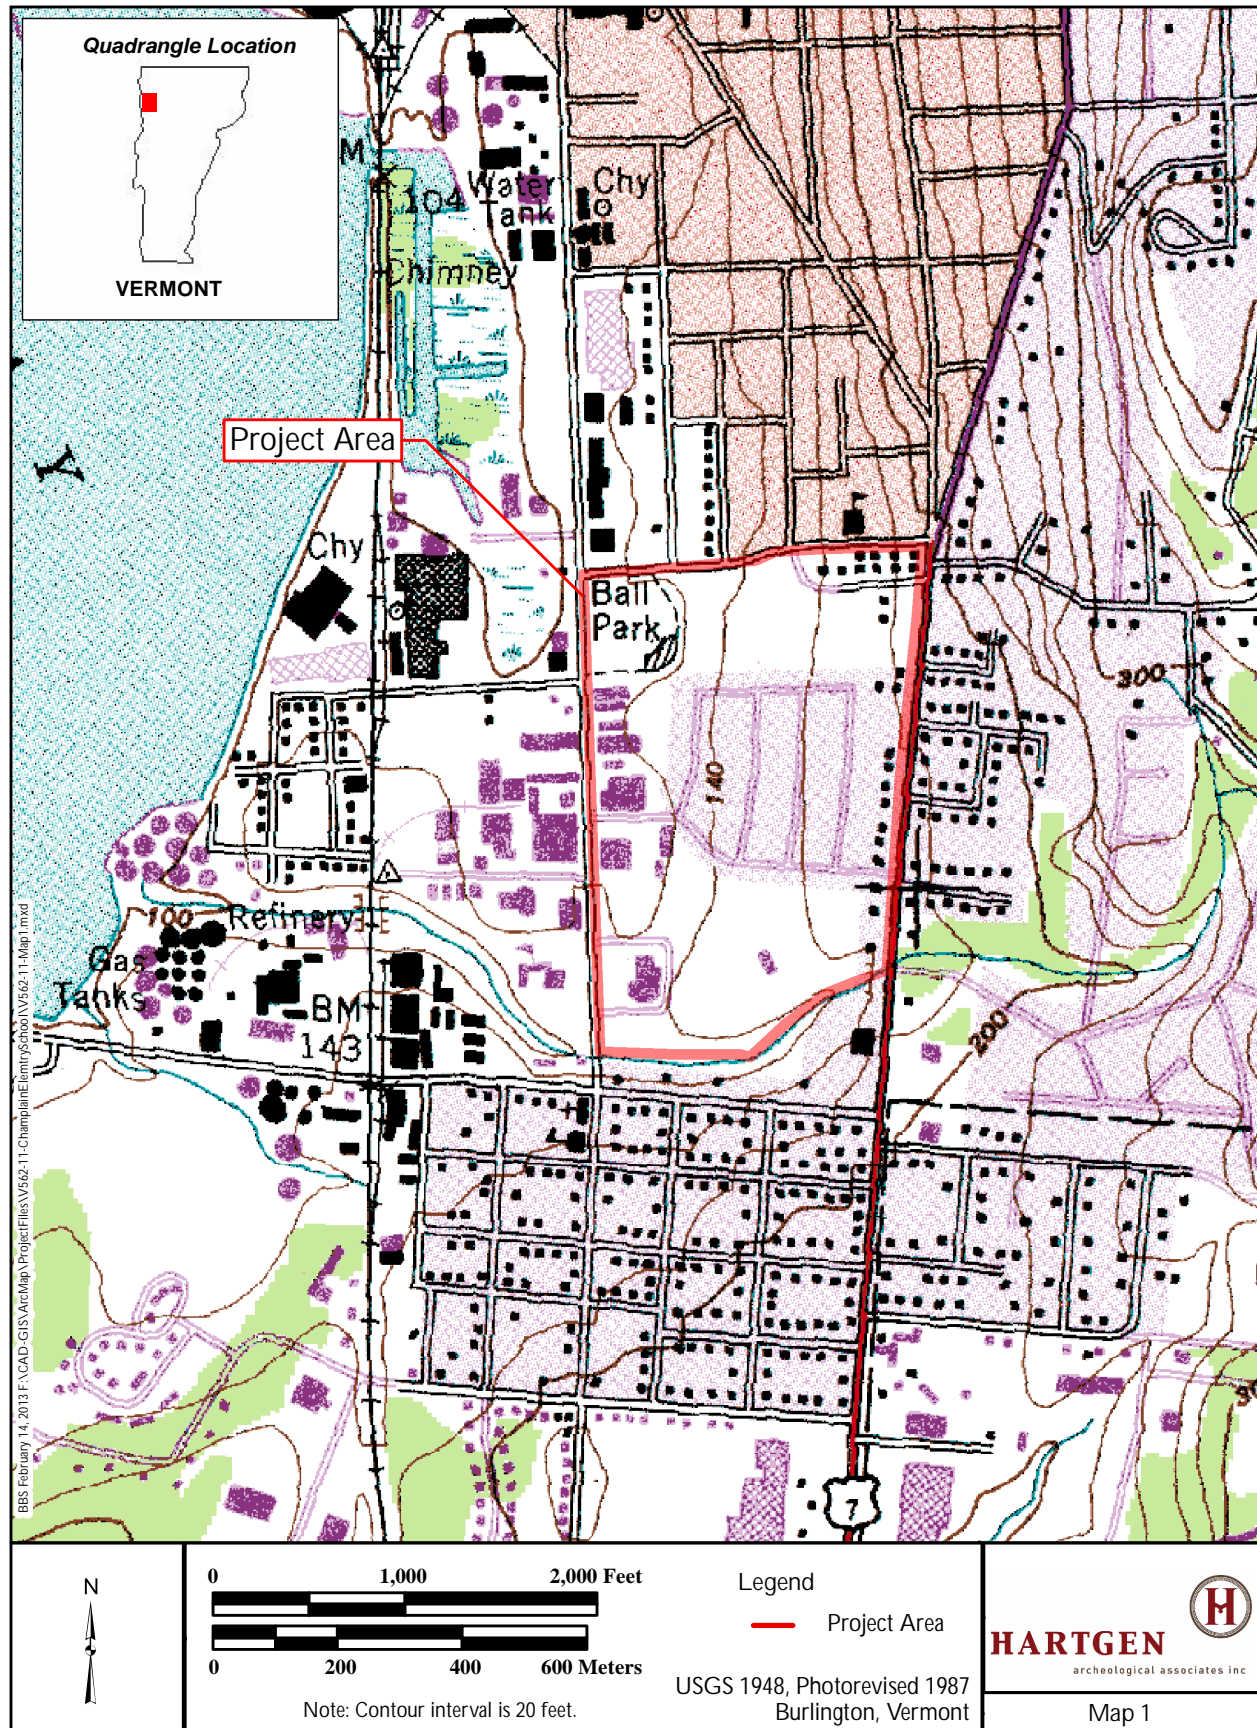 Quadrangle Location
VERMONT
M
104
Water
Tank
Chy
Chimney
Project Area
Y
Chy
Ball
Park
300
140
100
Refinery
Gas
Tanks
BM
143
200
7
BBS February 14, 2013 F:\CAD-GIS\ArcMap\ProjectFiles\V562-11-ChamplainElemtrySchool\V562-11-Map1.mxd
N
0 1,000 2,000 Feet
0 200 400 600 Meters
Note: Contour interval is 20 feet.
Legend
Project Area
USGS 1948, Photorevised 1987
Burlington, Vermont
H
HARTGEN
archeological associates inc
Map 1